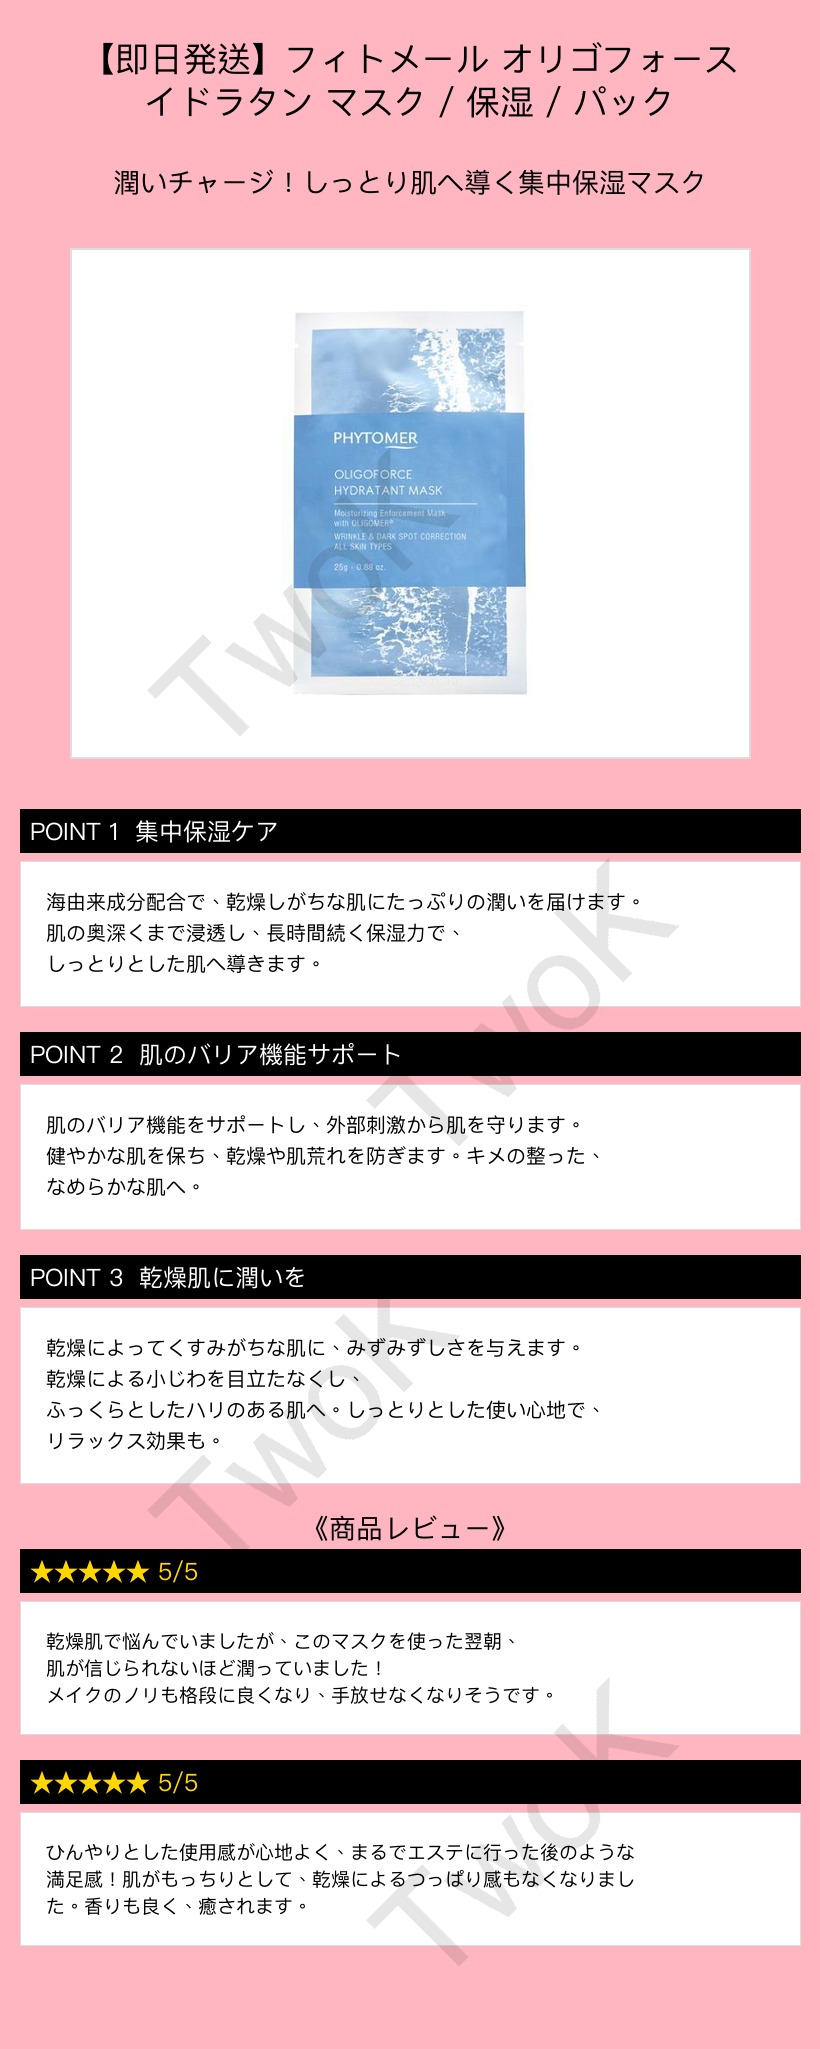 【即日発送】フィトメール オリゴフォース
イドラタン マスク / 保湿 / パック
潤いチャージ！しっとり肌へ導く集中保湿マスク
PHYTOMER
OLIGOFORCE
HYDRATANT MASK
Moisturizing Enforcement Mask
with OLIGOMER®
WRINKLE & DARK SPOT CORRECTION
ALL SKIN TYPES
25g - 0.88 oz.
TwoK
POINT 1 集中保湿ケア
海由来成分配合で、乾燥しがちな肌にたっぷりの潤いを届けます。
肌の奥深くまで浸透し、長時間続く保湿力で、
しっとりとした肌へ導きます。
TwoK
POINT 2 肌のバリア機能サポート
肌のバリア機能をサポートし、外部刺激から肌を守ります。
健やかな肌を保ち、乾燥や肌荒れを防ぎます。キメの整った、
なめらかな肌へ。
POINT 3 乾燥肌に潤いを
乾燥によってくすみがちな肌に、みずみずしさを与えます。
乾燥による小じわを目立たなくし、
ふっくらとしたハリのある肌へ。しっとりとした使い心地で、
リラックス効果も。
TwoK
《商品レビュー》
★★★★★ 5/5
乾燥肌で悩んでいましたが、このマスクを使った翌朝、
肌が信じられないほど潤っていました！
メイクのノリも格段に良くなり、手放せなくなりそうです。
★★★★★ 5/5
ひんやりとした使用感が心地よく、まるでエステに行った後のような
満足感！肌がもっちりとして、乾燥によるつっぱり感もなくなりまし
た。香りも良く、癒されます。
TwoK